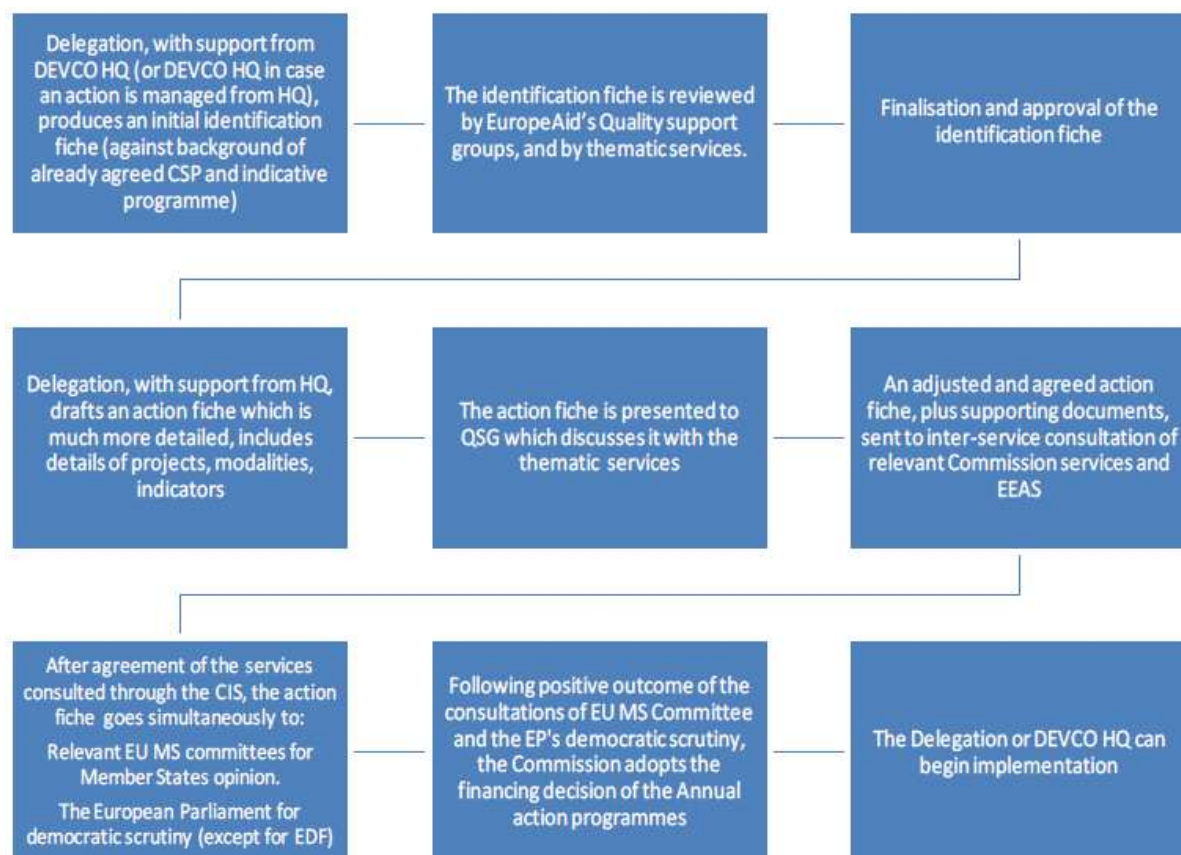 Delegation, with support from
DEVCO HQ (or DEVCO HQ in case
an action is managed from HQ),
produces an initial identification
fiche (against background of
already agreed CSP and indicative
programme)
The identification fiche is reviewed
by EuropeAid's Quality support
groups, and by thematic services.
Finalisation and approval of the
identification fiche
Delegation, with support from HQ,
drafts an action fiche which is
much more detailed, includes
details of projects, modalities,
indicators
The action fiche is presented to
QSG which discusses it with the
thematic services
An adjusted and agreed action
fiche, plus supporting documents,
sent to inter-service consultation of
relevant Commission services and
EEAS
After agreement of the services
consulted through the CIS, the action
fiche goes simultaneously to:
Relevant EU MS committees for
Member States opinion.
The European Parliament for
democratic scrutiny (except for EDF)
Following positive outcome of the
consultations of EU MS Committee
and the EP's democratic scrutiny,
the Commission adopts the
financing decision of the Annual
action programmes
The Delegation or DEVCO HQ can
begin implementation